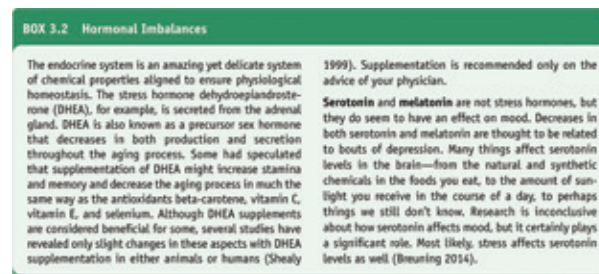 BOX 3.2 Hormonal Imbalances
The endocrine system is an amazing yet delicate system
of chemical properties aligned to ensure physiological
homeostasis. The stress hormone dehydroepiandroste-
rone (DHEA), for example, is secreted from the adrenal
gland. DHEA is also known as a precursor sex hormone
that decreases in both production and secretion
throughout the aging process. Some had speculated
that supplementation of DHEA might increase stamina
and memory and decrease the aging process in much the
same way as the antioxidants beta-carotene, vitamin C,
vitamin E, and selenium. Although DHEA supplements
are considered beneficial for some, several studies have
revealed only slight changes in these aspects with DHEA
supplementation in either animals or humans (Shealy
1999). Supplementation is recommended only on the
advice of your physician.
Serotonin and melatonin are not stress hormones, but
they do seem to have an effect on mood. Decreases in
both serotonin and melatonin are thought to be related
to bouts of depression. Many things affect serotonin
levels in the brain—from the natural and synthetic
chemicals in the foods you eat, to the amount of sun-
light you receive in the course of a day, to perhaps
things we still don't know. Research is inconclusive
about how serotonin affects mood, but it certainly plays
a significant role. Most likely, stress affects serotonin
levels as well (Breuning 2014).